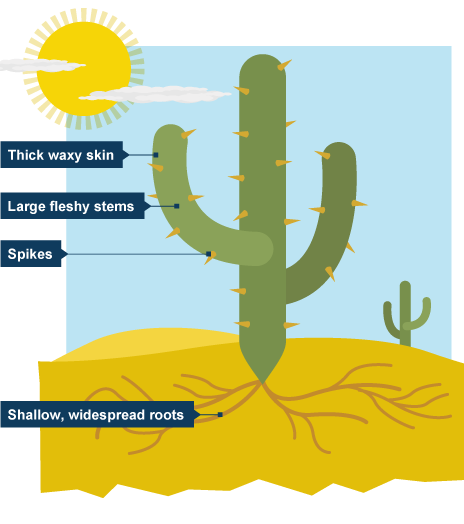 Thick waxy skin
Large fleshy stems
Spikes
Shallow, widespread roots